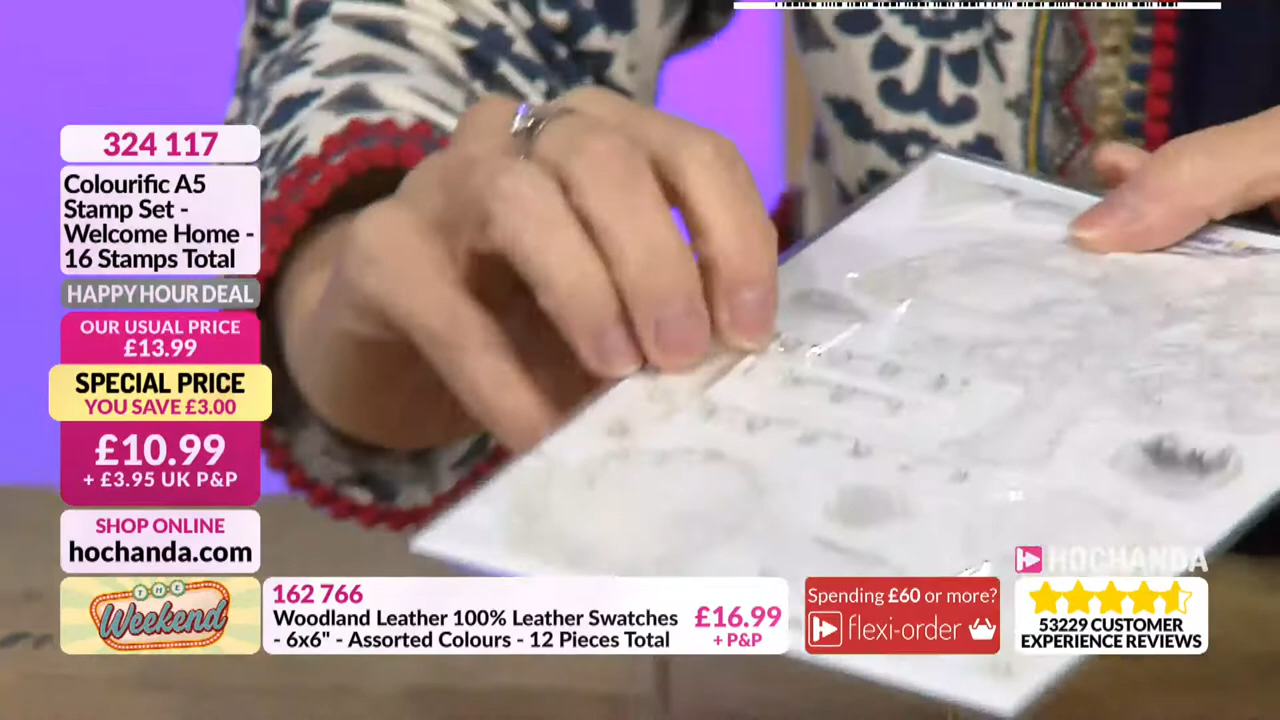 324 117
Colourific A5
Stamp Set -
Welcome Home -
16 Stamps Total
HAPPY HOUR DEAL
OUR USUAL PRICE
£13.99
SPECIAL PRICE
YOU SAVE £3.00
£10.99
+ £3.95 UK P&P
SHOP ONLINE
hochanda.com
THE
Weekend
162 766
Woodland Leather 100% Leather Swatches
- 6x6" - Assorted Colours - 12 Pieces Total
£16.99
+ P&P
Spending £60 or more?
flexi-order
HOCHANDA
53229 CUSTOMER
EXPERIENCE REVIEWS